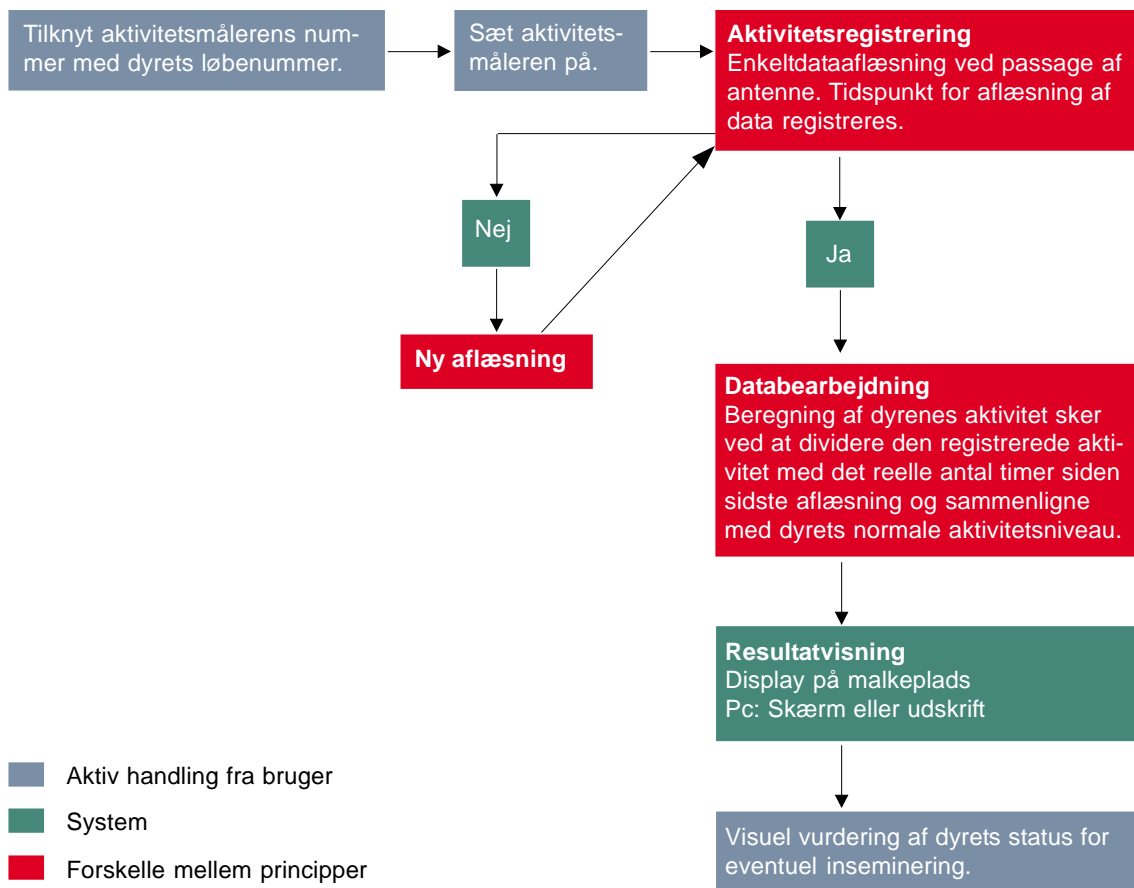 Tilknyt aktivitetsmålerens num-
mer med dyrets løbenummer.
Sæt aktivitets-
måleren på.
Aktivitetsregistrering
Enkeltdataaflæsning ved passage af
antenne. Tidspunkt for aflæsning af
data registreres.
Nej
Ja
Ny aflæsning
Databearbejdning
Beregning af dyrenes aktivitet sker
ved at dividere den registrerede akti-
vitet med det reelle antal timer siden
sidste aflæsning og sammenligne
med dyrets normale aktivitetsniveau.
Resultatvisning
Display på malkeplads
Pc: Skærm eller udskrift
Visuel vurdering af dyrets status for
eventuel inseminering.
Aktiv handling fra bruger
System
Forskelle mellem principper